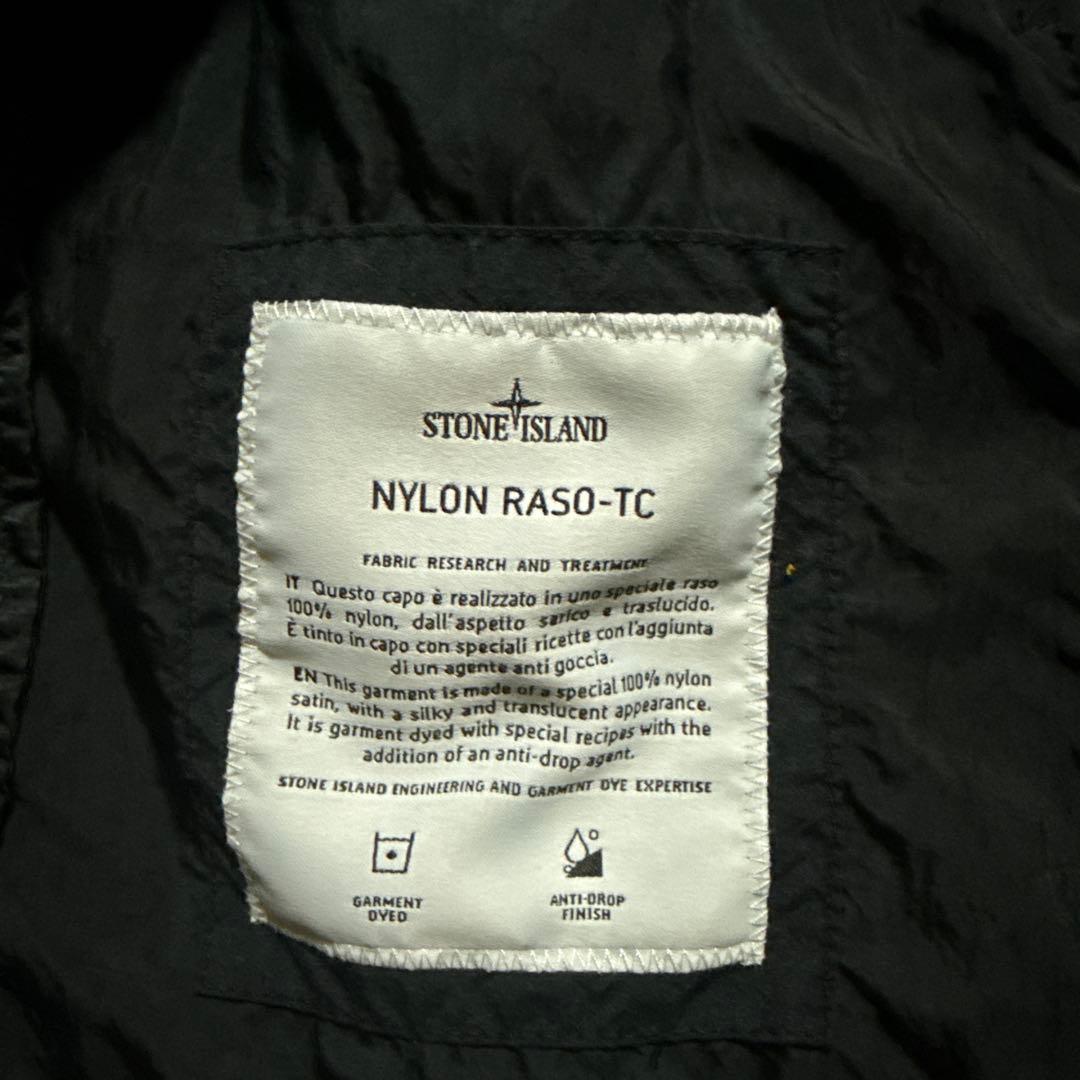 STONE ISLAND
NYLON RASO-TC
FABRIC RESEARCH AND TREATMENT
IT Questo capo è realizzato in uno speciale raso
100% nylon, dall'aspetto serico e traslucido.
È tinto in capo con speciali ricette con l'aggiunta
di un agente anti goccia.
EN This garment is made of a special 100% nylon
satin, with a silky and translucent appearance.
It is garment dyed with special recipes with the
addition of an anti-drop agent.
STONE ISLAND ENGINEERING AND GARMENT DYE EXPERTISE
GARMENT
DYED
ANTI-DROP
FINISH